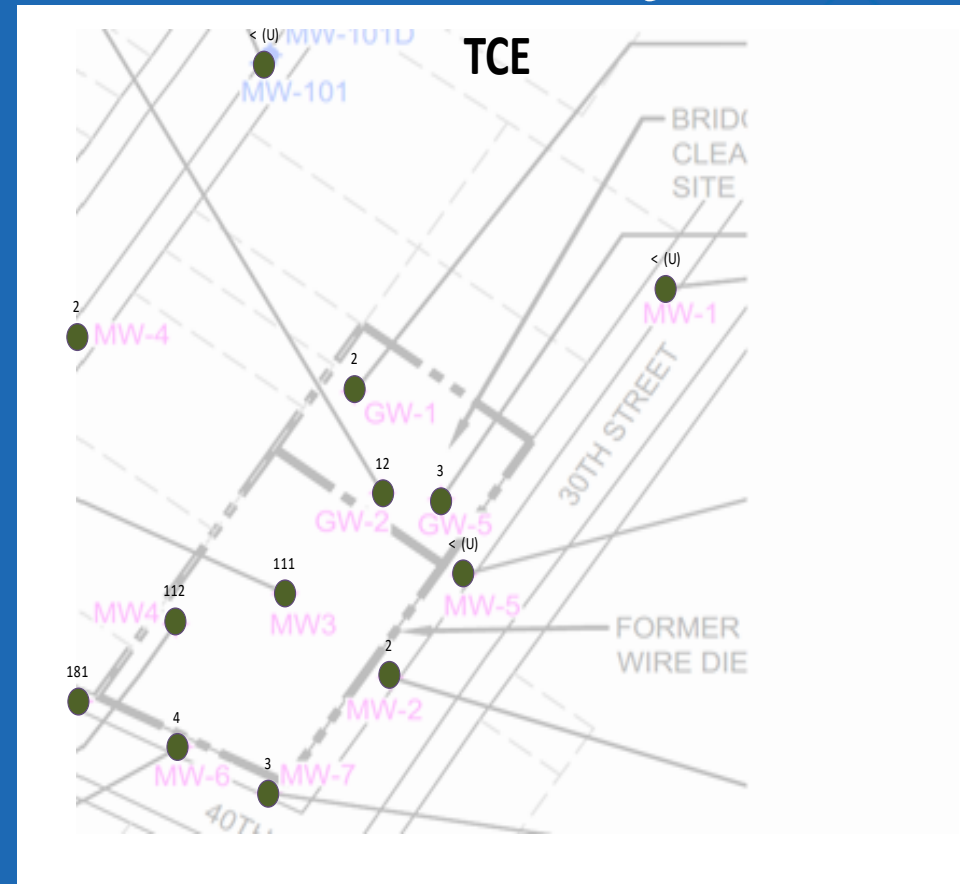 < (U)
MW-101D
TCE
MW-101
BRIDG
CLEA
SITE
< (U)
MW-1
2
MW-4
2
GW-1
30TH STREET
12
3
GW-2
GW-5
< (U)
MW-5
111
MW3
112
MW4
FORMER
WIRE DIE
2
MW-2
181
4
MW-6
3
MW-7
40TH